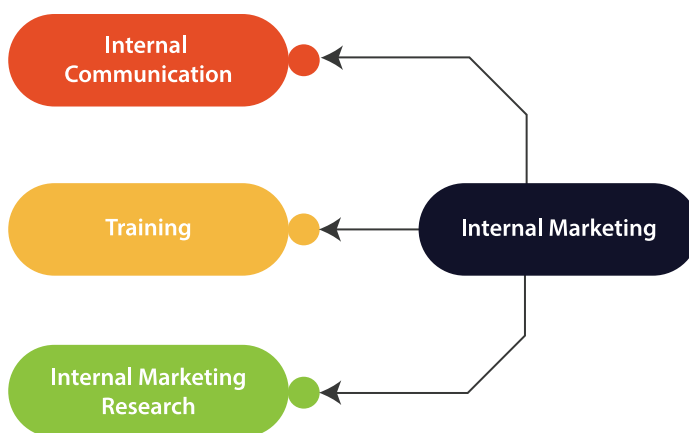 Internal
Communication
Training
Internal Marketing
Internal Marketing
Research